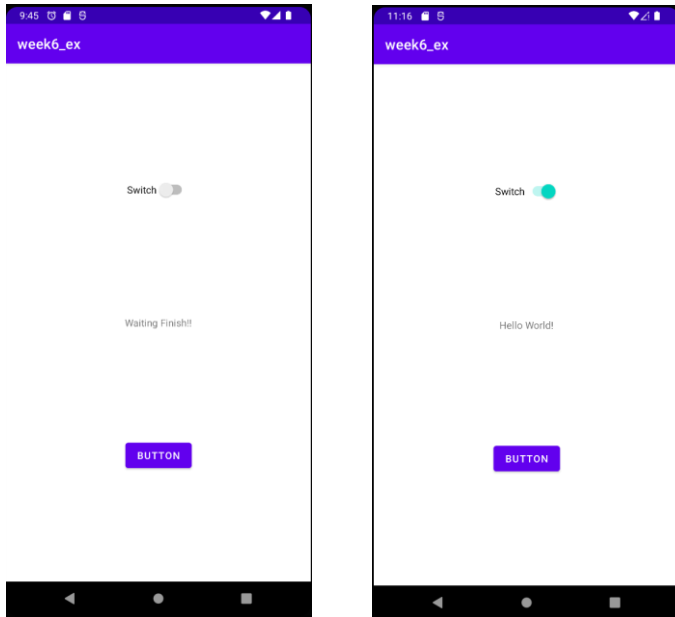 9:45
week6_ex
Switch
Waiting Finish!!
BUTTON
11:16
week6_ex
Switch
Hello World!
BUTTON